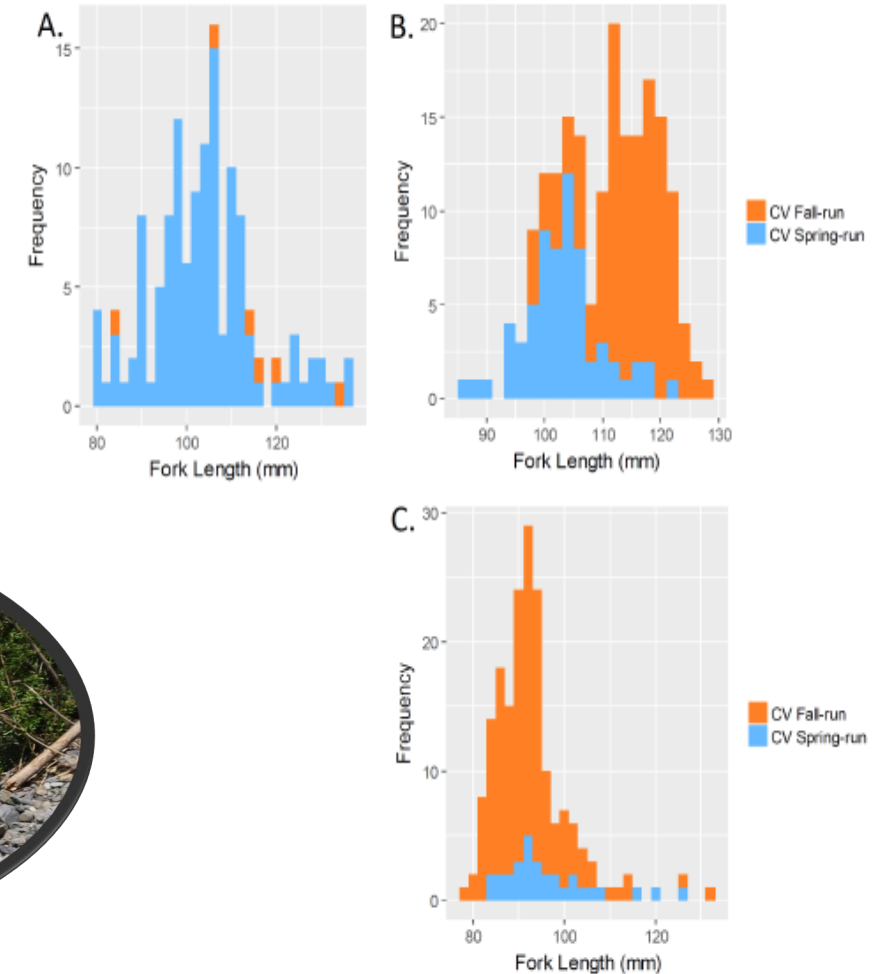 A.
15
10
5
0
Frequency
80 100 120
Fork Length (mm)
B.
20
15
10
5
0
Frequency
90 100 110 120 130
Fork Length (mm)
CV Fall-run
CV Spring-run
C.
30
20
10
0
Frequency
80 100 120
Fork Length (mm)
CV Fall-run
CV Spring-run